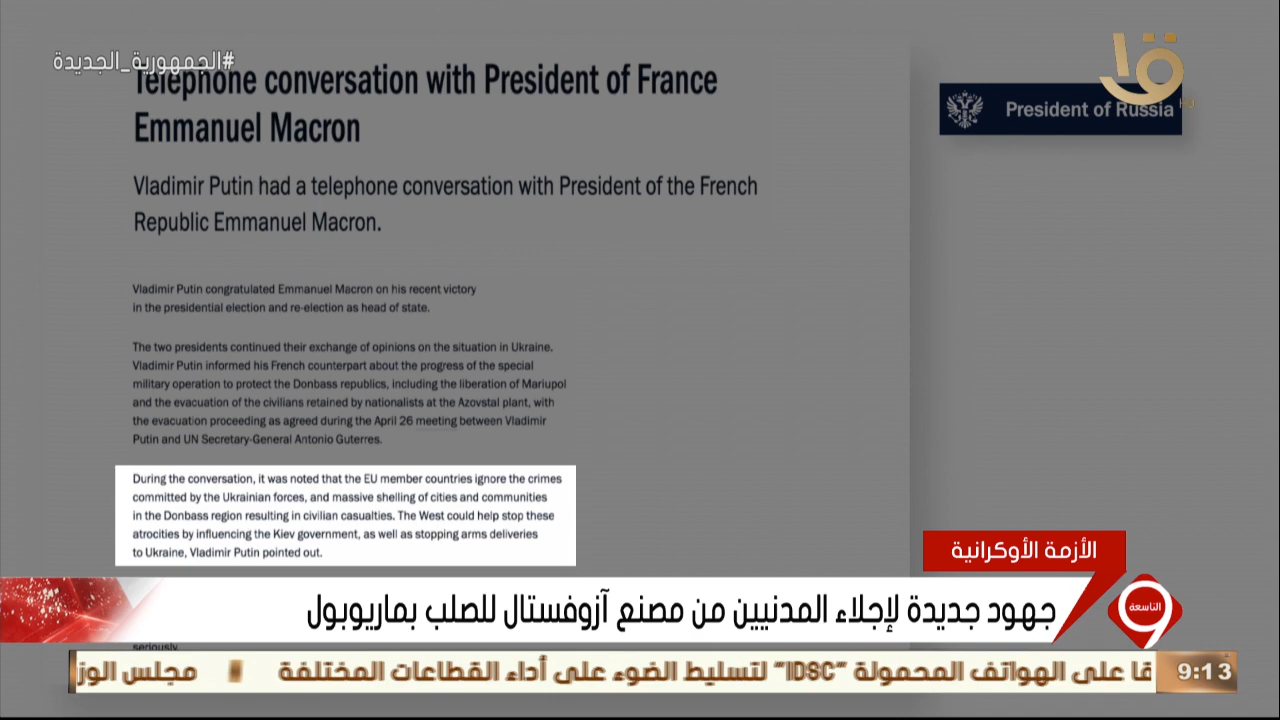 #الجمهورية_الجديدة
Telephone conversation with President of France
Emmanuel Macron
President of Russia
HD
Vladimir Putin had a telephone conversation with President of the French
Republic Emmanuel Macron.
Vladimir Putin congratulated Emmanuel Macron on his recent victory
in the presidential election and re-election as head of state.
The two presidents continued their exchange of opinions on the situation in Ukraine.
Vladimir Putin informed his French counterpart about the progress of the special
military operation to protect the Donbass republics, including the liberation of Mariupol
and the evacuation of the civilians retained by nationalists at the Azovstal plant, with
the evacuation proceeding as agreed during the April 26 meeting between Vladimir
Putin and UN Secretary-General Antonio Guterres.
During the conversation, it was noted that the EU member countries ignore the crimes
committed by the Ukrainian forces, and massive shelling of cities and communities
in the Donbass region resulting in civilian casualties. The West could help stop these
atrocities by influencing the Kiev government, as well as stopping arms deliveries
to Ukraine, Vladimir Putin pointed out.
الأزمة الأوكرانية
التاسعة
جهود جديدة لإجلاء المدنيين من مصنع آزوفستال للصلب بماريوبول
seriously.
قا على الهواتف المحمولة "IDSC" لتسليط الضوء على أداء القطاعات المختلفة
مجلس الوز
9:13